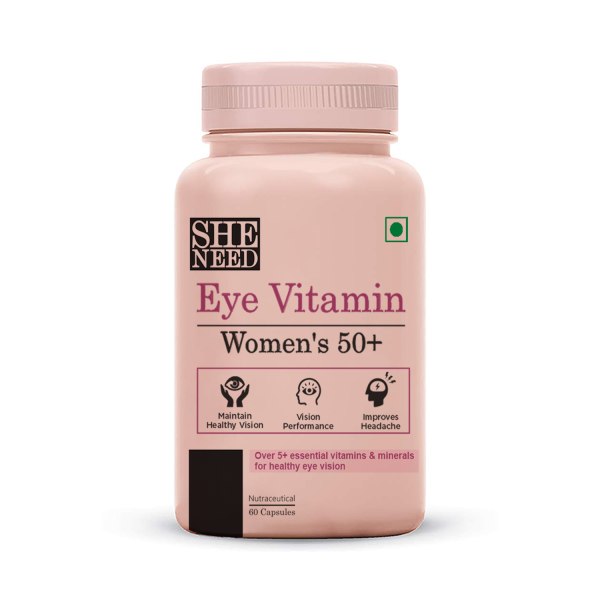 SHE
NEED
Eye Vitamin
Women's 50+
Maintain
Healthy Vision
Vision
Performance
Improves
Headache
Over 5+ essential vitamins & minerals
for healthy eye vision
Nutraceutical
60 Capsules